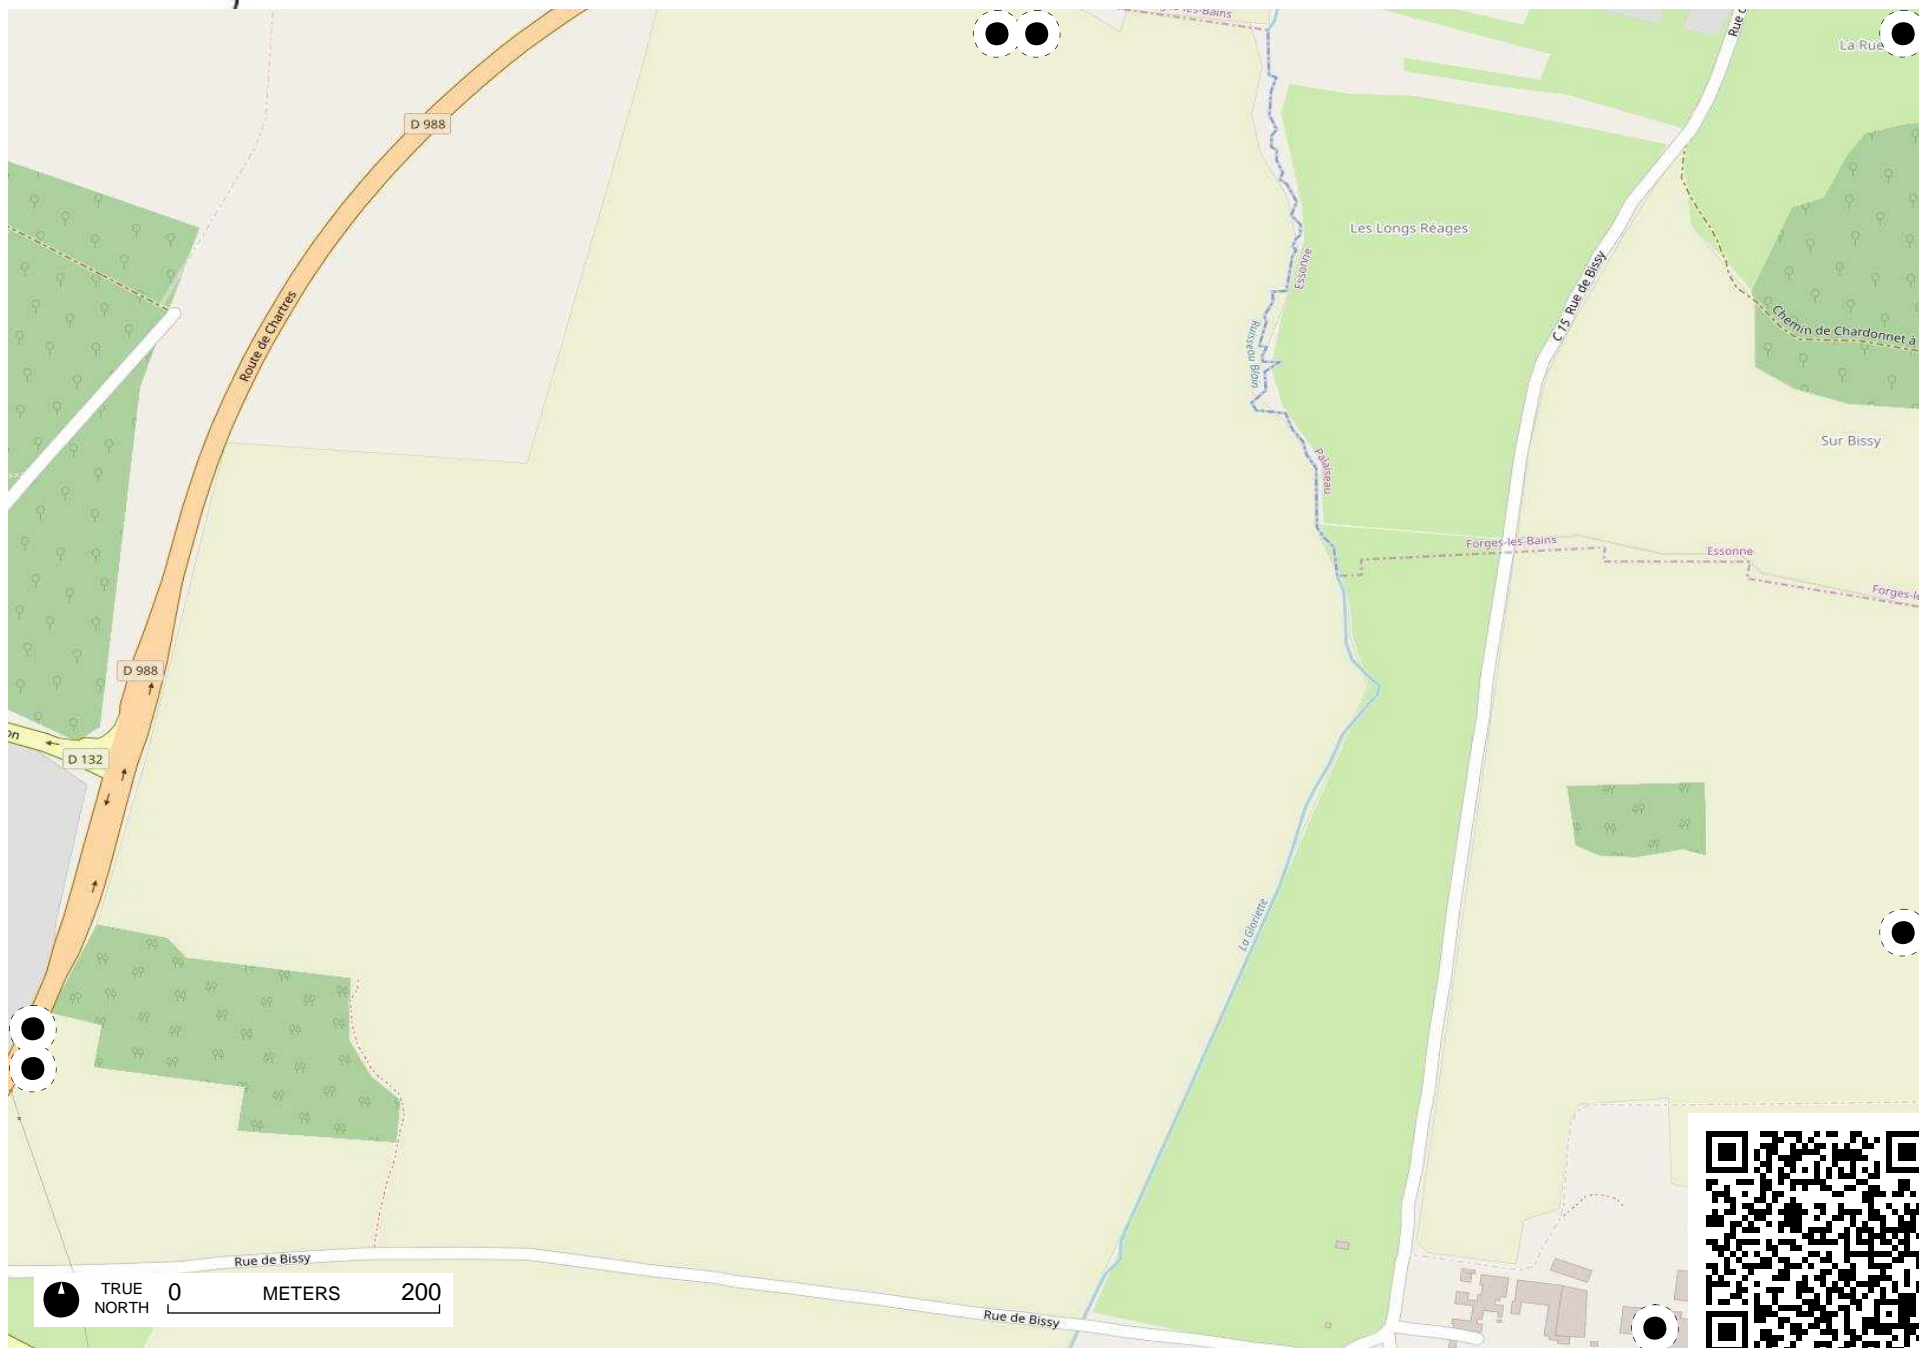 La Rue
D 988
Les Longs Réages
Essonne
C 15 Rue de Bissy
Route de Chartres
Ruisseau Blain
Chemin de Chardonnet à
Sur Bissy
Palaiseau
Forges-les-Bains
Essonne
D 988
D 132
La Gloriette
Rue de Bissy
TRUE
NORTH
0 METERS 200
Rue de Bissy